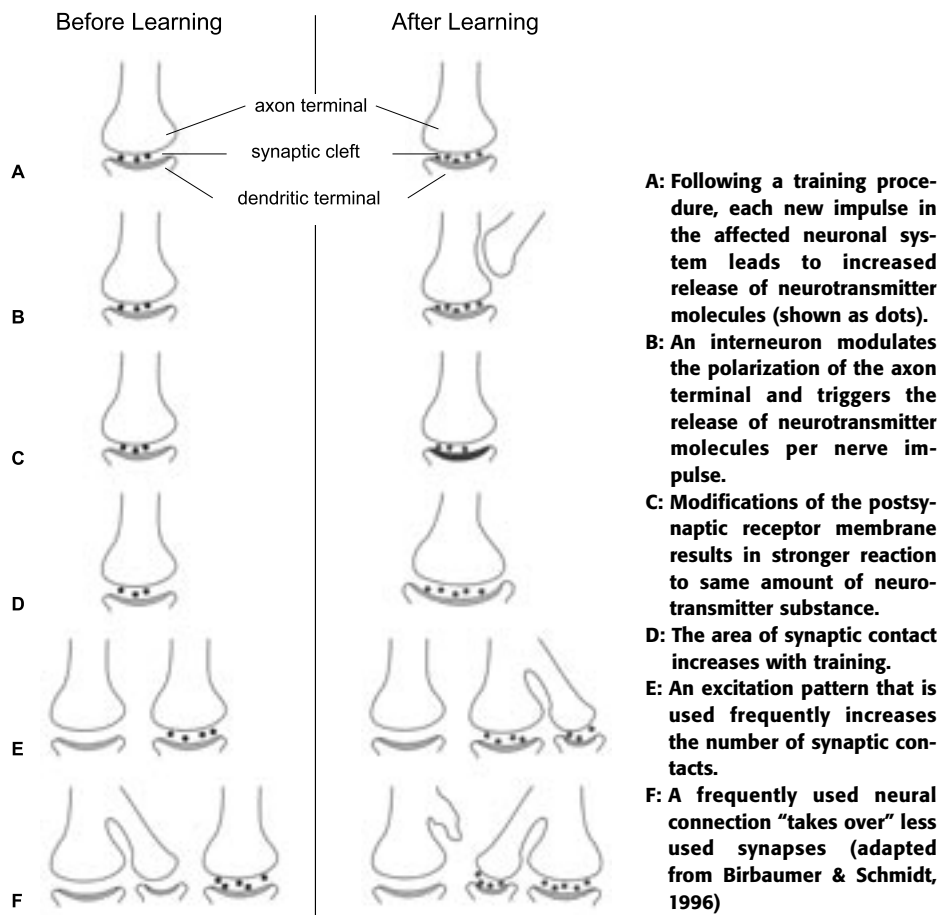 Before Learning
After Learning
axon terminal
synaptic cleft
dendritic terminal
A
B
C
D
E
F
A: Following a training proce-
dure, each new impulse in
the affected neuronal sys-
tem leads to increased
release of neurotransmitter
molecules (shown as dots).
B: An interneuron modulates
the polarization of the axon
terminal and triggers the
release of neurotransmitter
molecules per nerve im-
pulse.
C: Modifications of the postsy-
naptic receptor membrane
results in stronger reaction
to same amount of neuro-
transmitter substance.
D: The area of synaptic contact
increases with training.
E: An excitation pattern that is
used frequently increases
the number of synaptic con-
tacts.
F: A frequently used neural
connection “takes over” less
used synapses (adapted
from Birbaumer & Schmidt,
1996)